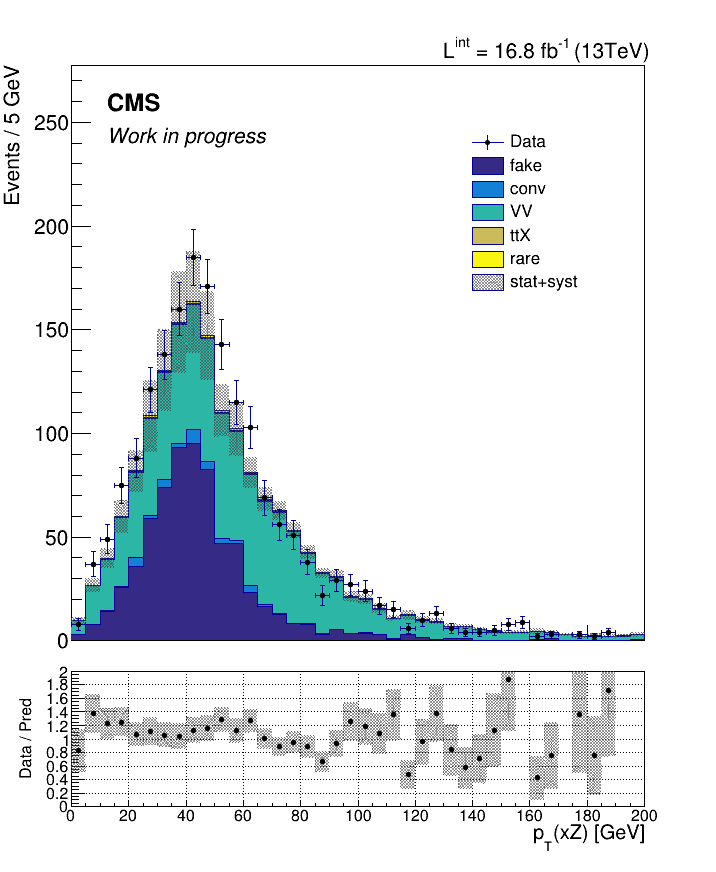 L^int = 16.8 fb^-1 (13TeV)
Events / 5 GeV
CMS
Work in progress
250
200
150
100
50
0
Data
fake
conv
VV
ttX
rare
stat+syst
Data / Pred
2
1.8
1.6
1.4
1.2
1
0.8
0.6
0.4
0.2
0
0 20 40 60 80 100 120 140 160 180 200
p_T(xZ) [GeV]